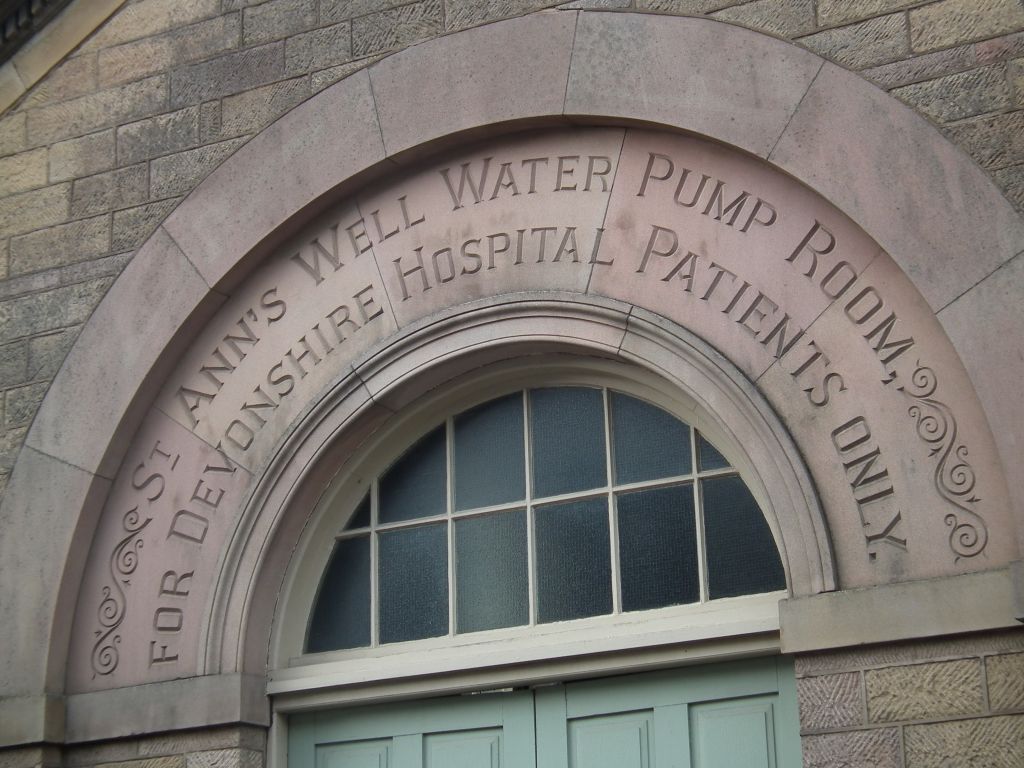 ST ANN'S WELL WATER PUMP ROOM,
FOR DEVONSHIRE HOSPITAL PATIENTS ONLY.